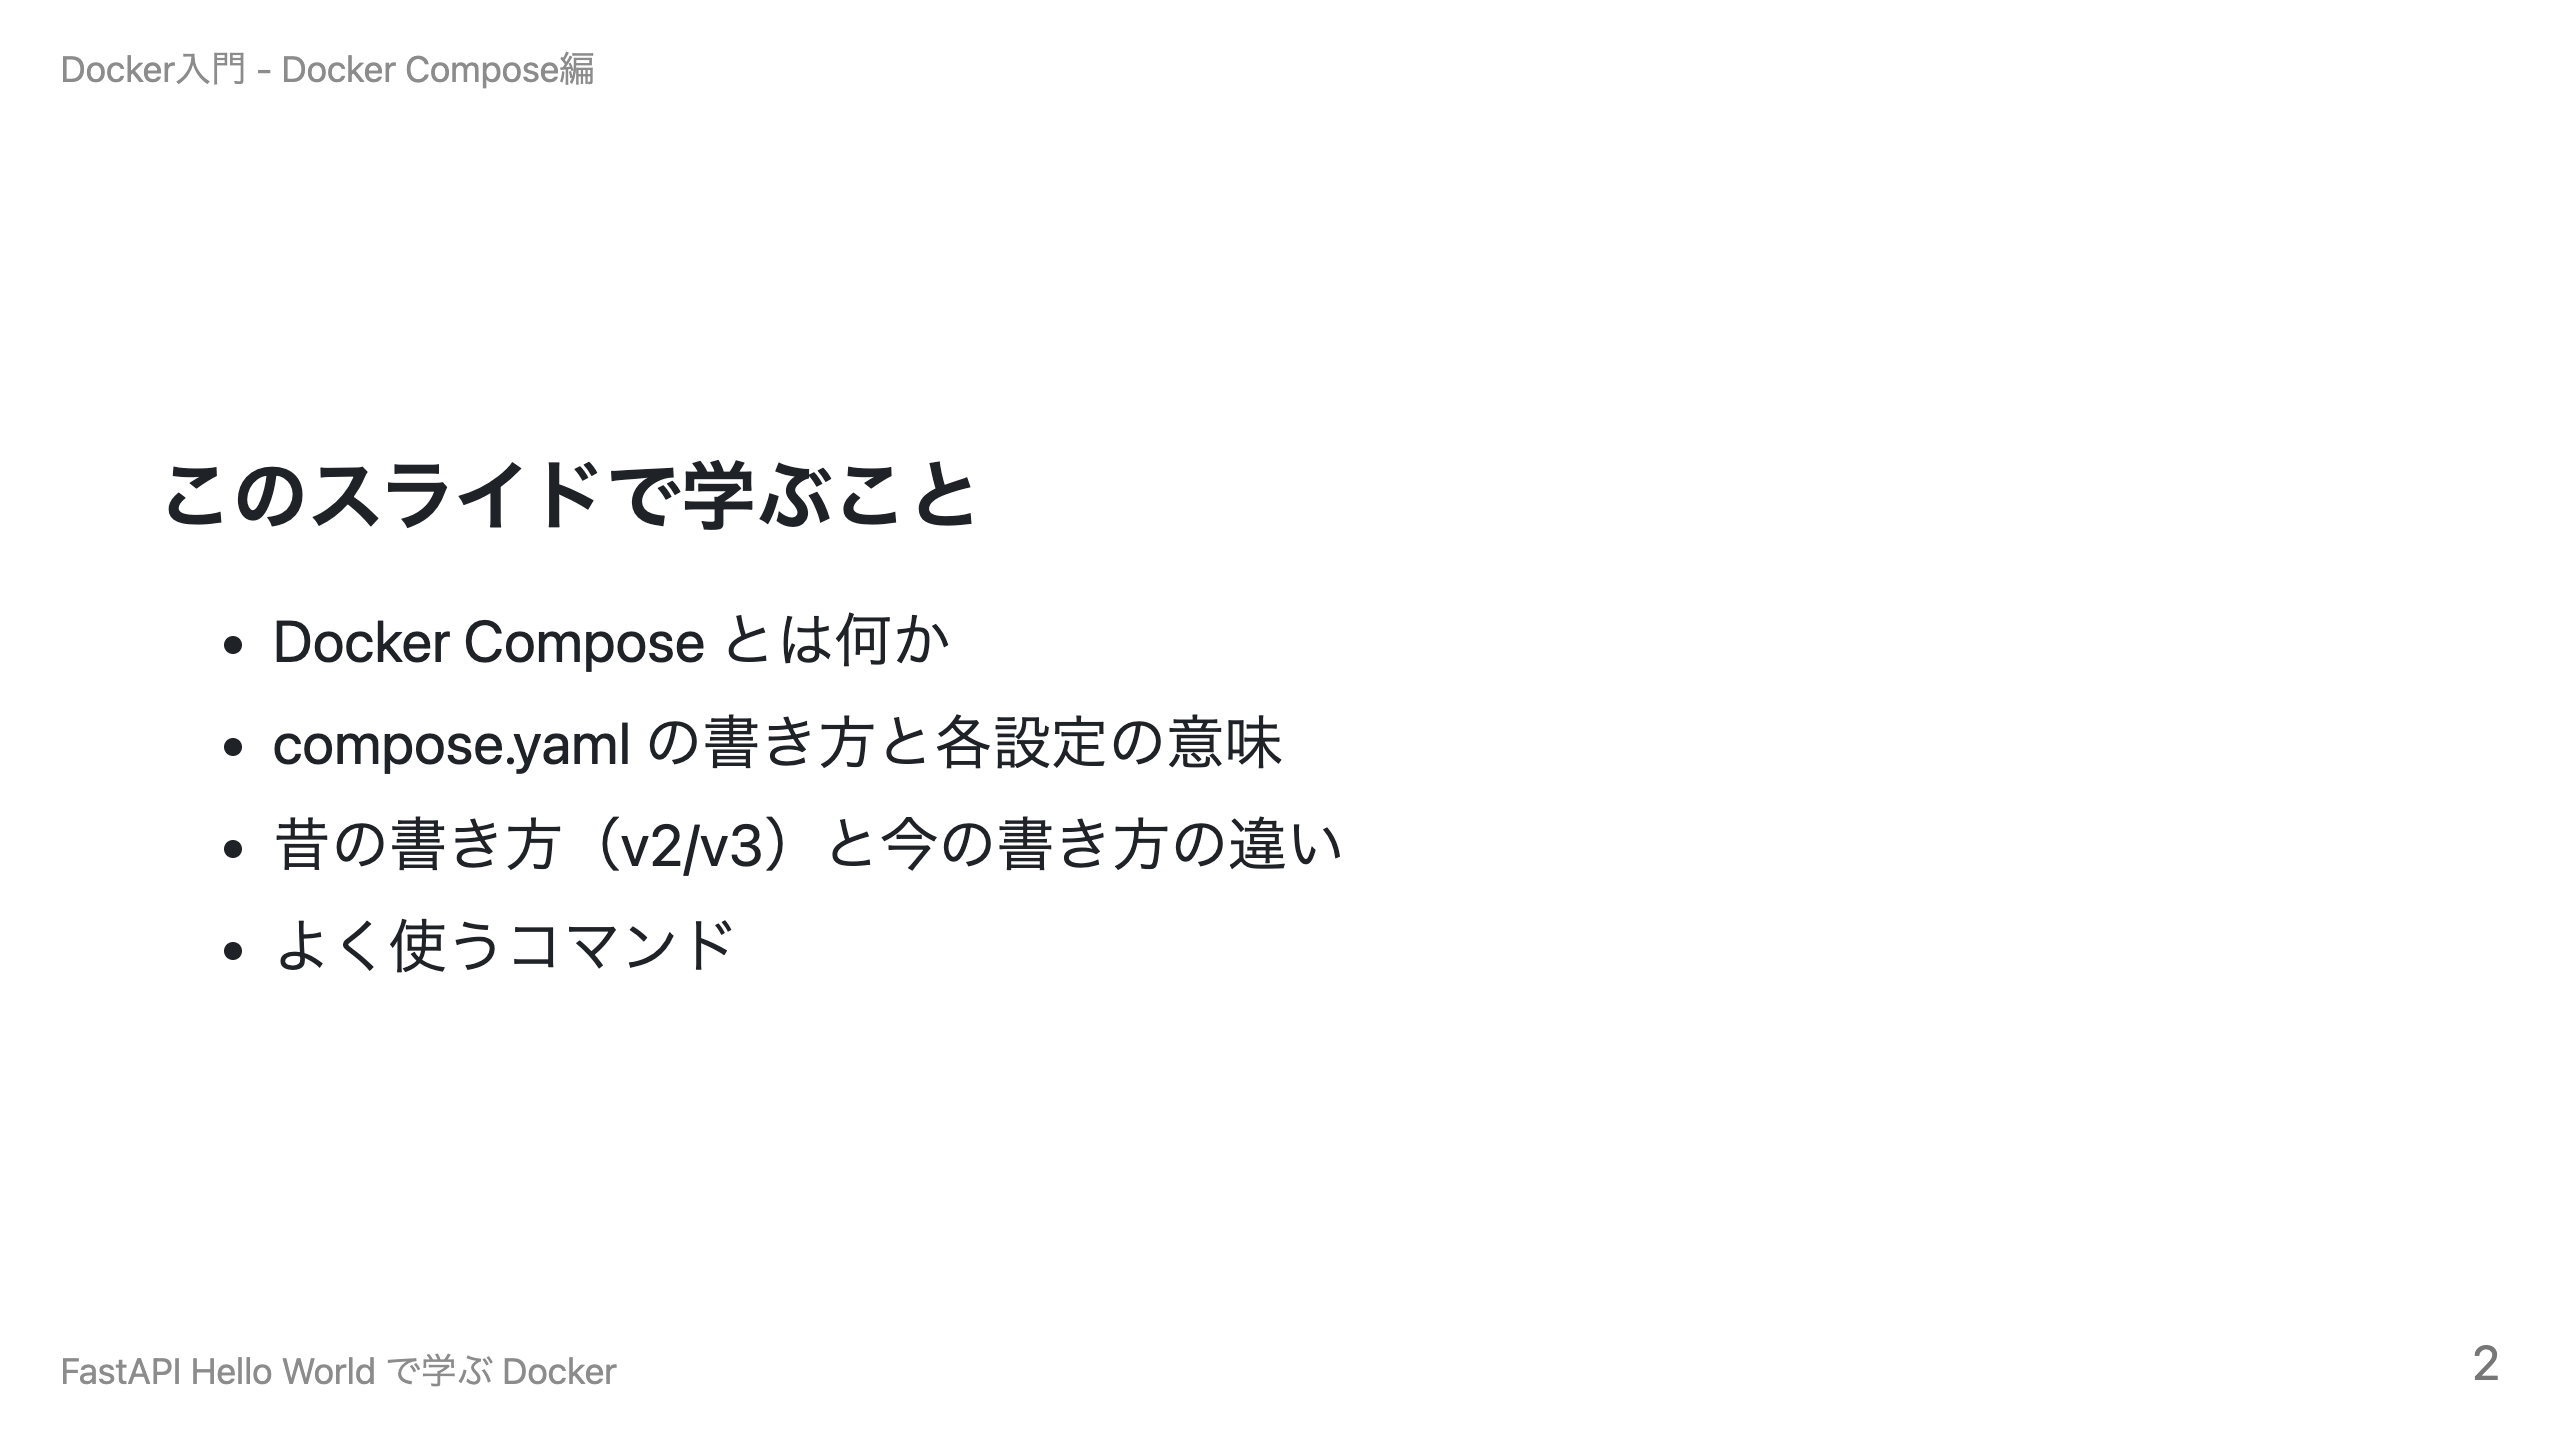 Docker入門 - Docker Compose編
このスライドで学ぶこと
• Docker Compose とは何か
• compose.yaml の書き方と各設定の意味
• 昔の書き方（v2/v3）と今の書き方の違い
• よく使うコマンド
FastAPI Hello World で学ぶ Docker
2